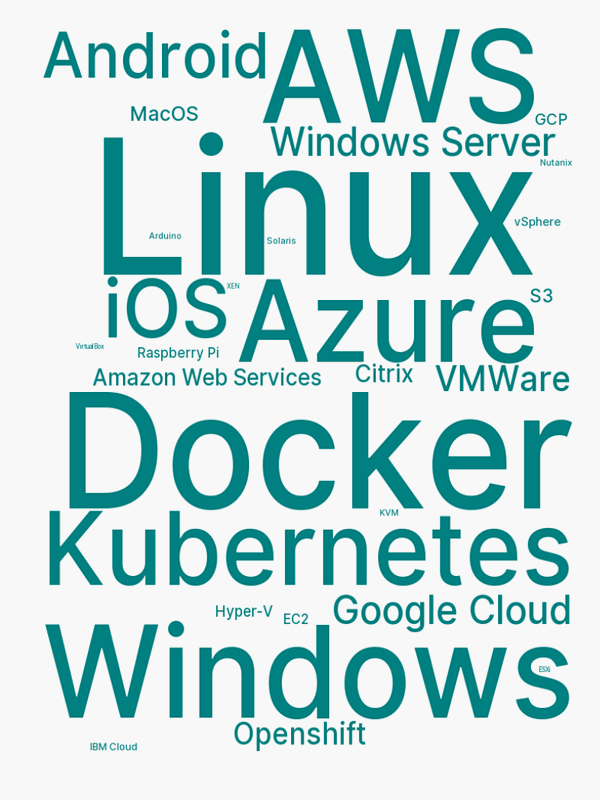 Android
AWS
MacOS
GCP
Windows Server
Nutanix
Linux
vSphere
Arduino
Solaris
iOS
XEN
Azure
S3
VirtualBox
Raspberry Pi
Amazon Web Services
Citrix
VMWare
Docker
KVM
Kubernetes
Hyper-V
EC2
Google Cloud
Windows
ESXi
Openshift
IBM Cloud